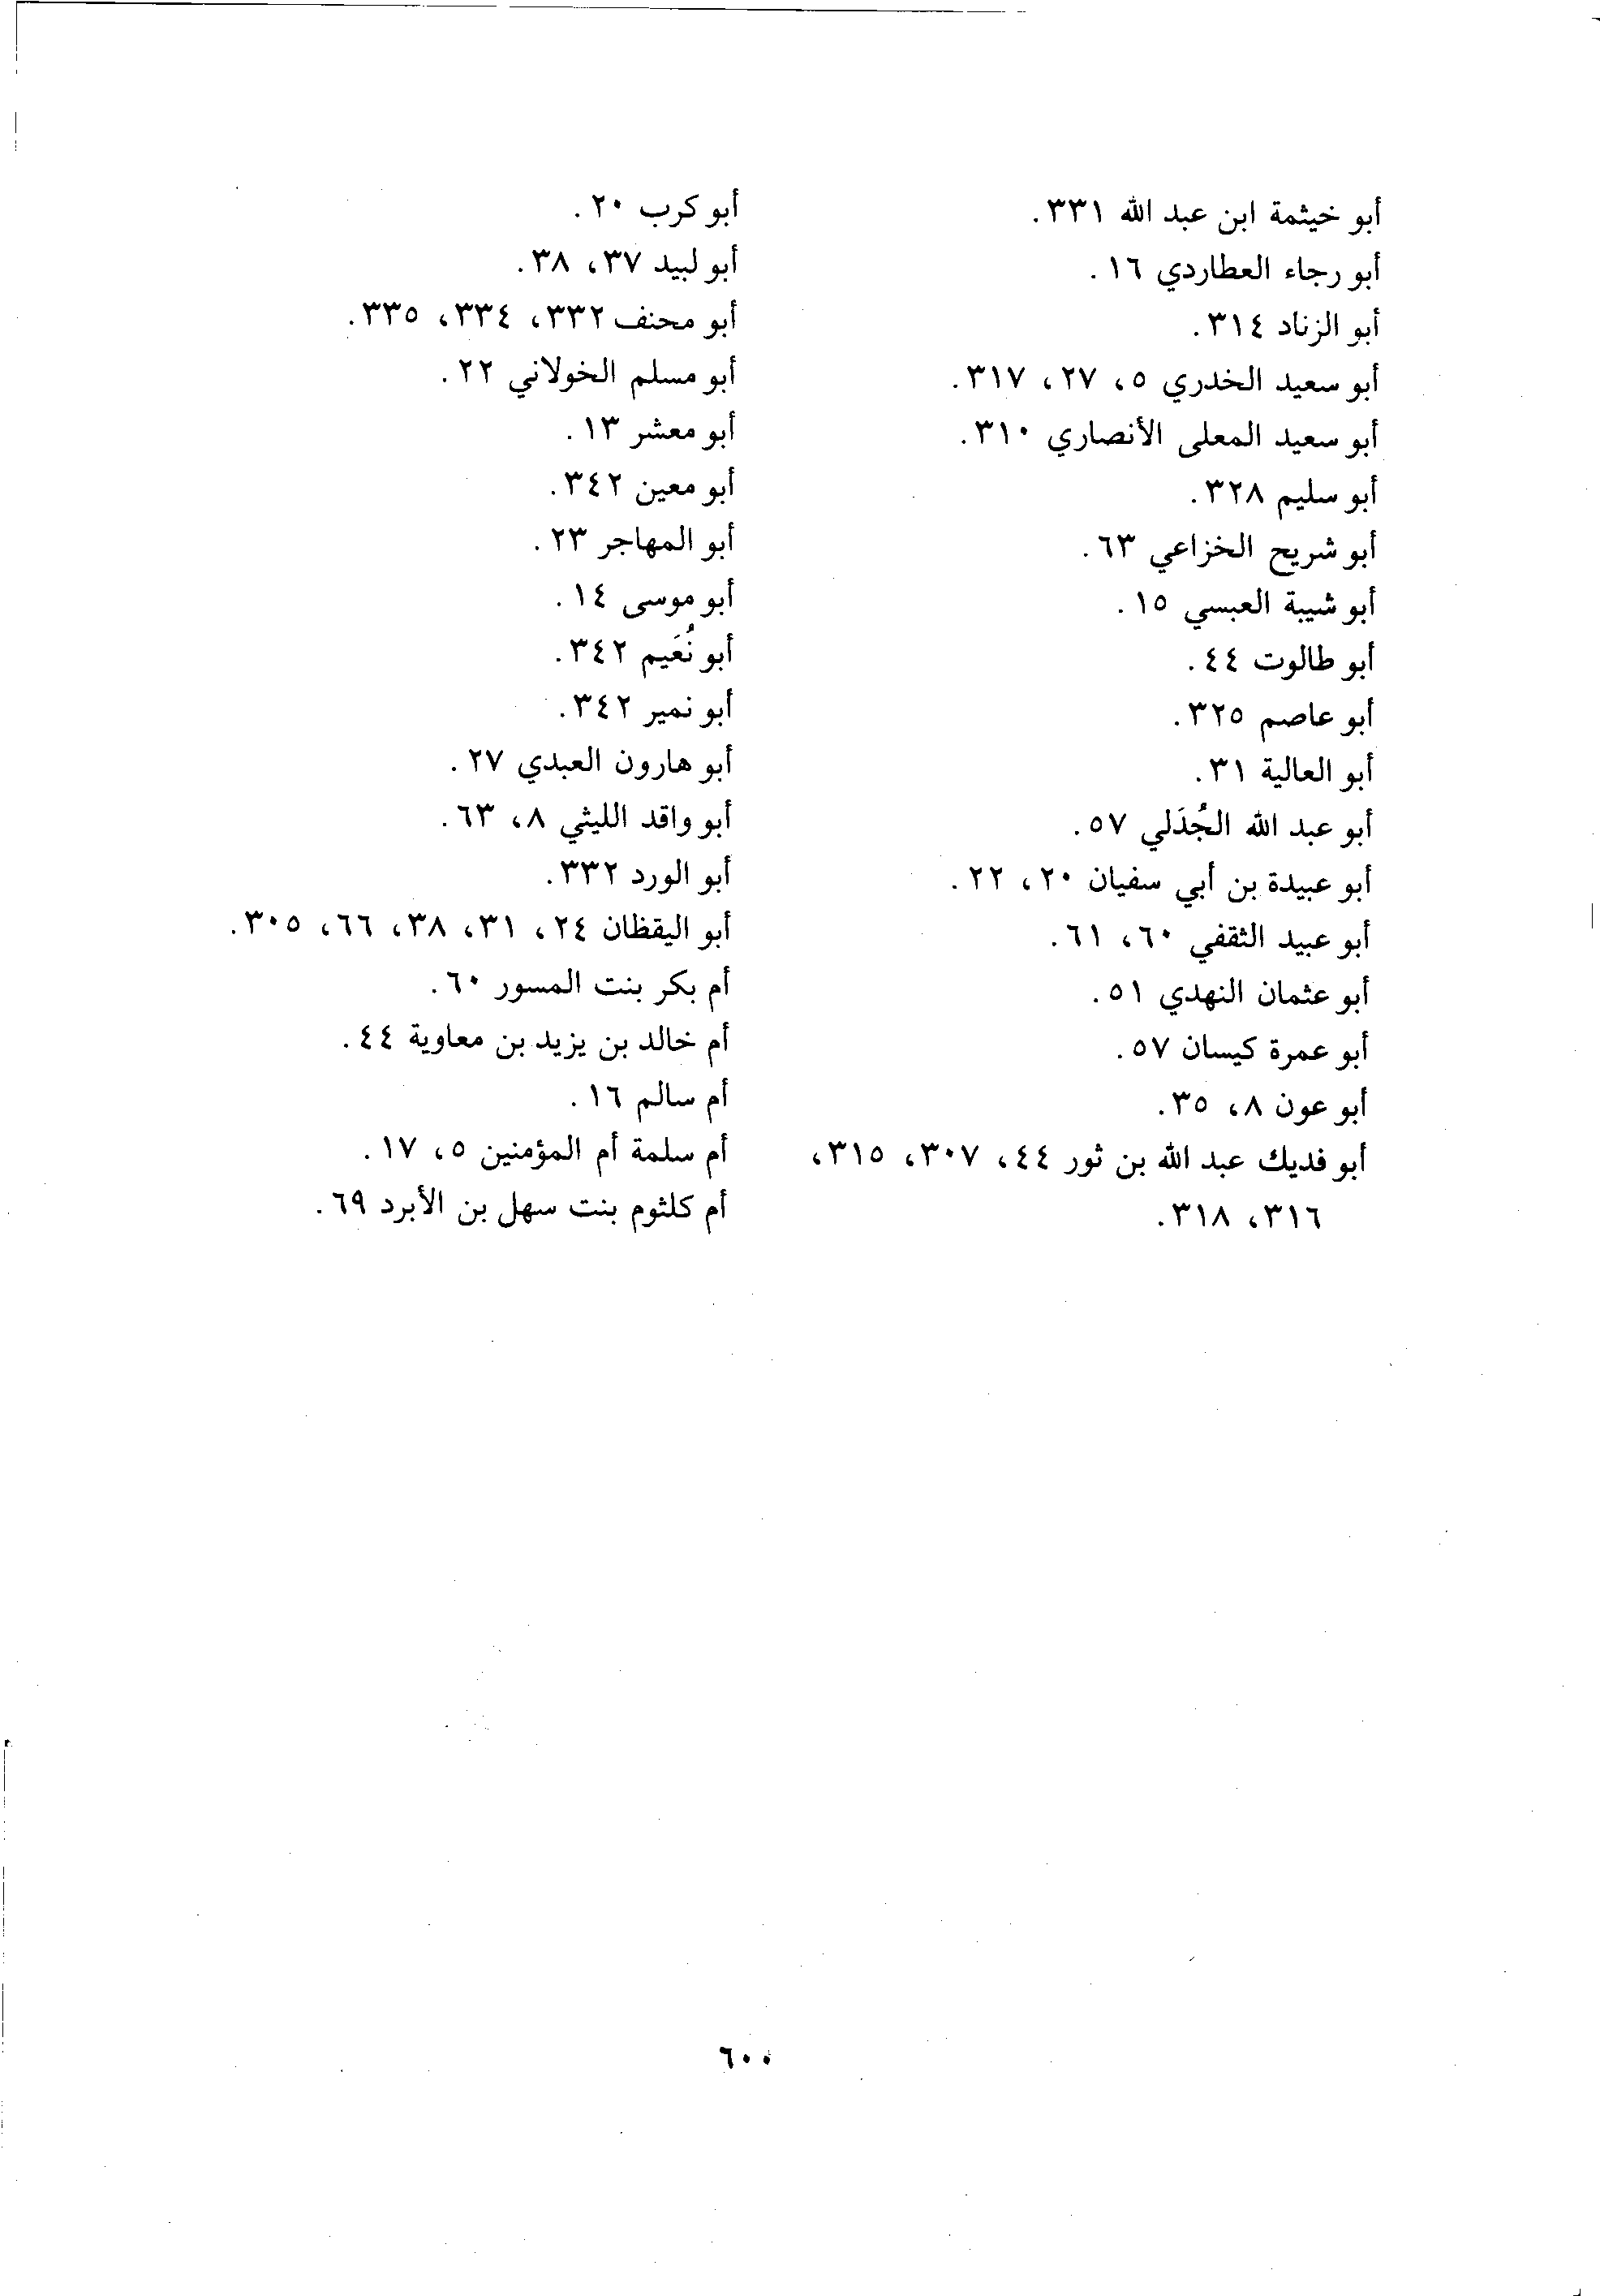 أبو خيثمة ابن عبد الله ٣٣١.
أبو رجاء العطاردي ١٦.
أبو الزناد ٣١٤.
أبو سعيد الخدري ٥، ٢٧، ٣١٧.
أبو سعيد المعلى الأنصاري ٣١٠.
أبو سليم ٣٢٨.
أبو شريح الخزاعي ٦٣.
أبو شيبة العبسي ١٥.
أبو طالوت ٤٤.
أبو عاصم ٣٢٥.
أبو العالية ٣١.
أبو عبد الله الجُدَلي ٥٧.
أبو عبيدة بن أبي سفيان ٢٠، ٢٢.
أبو عبيد الثقفي ٦٠، ٦١.
أبو عثمان النهدي ٥١.
أبو عمرة كيسان ٥٧.
أبو عون ٨، ٣٥.
أبو فديك عبد الله بن ثور ٤٤، ٣٠٧، ٣١٥،
٣١٦، ٣١٨.
أبو كرب ٢٠.
أبو لبيد ٣٧، ٣٨.
أبو محنف ٣٣٢، ٣٣٤، ٣٣٥.
أبو مسلم الخولاني ٢٢.
أبو معشر ١٣.
أبو معين ٣٤٢.
أبو المهاجر ٢٣.
أبو موسى ١٤.
أبو نُعَيم ٣٤٢.
أبو نمير ٣٤٢.
أبو هارون العبدي ٢٧.
أبو واقد الليثي ٨، ٦٣.
أبو الورد ٣٣٢.
أبو اليقظان ٢٤، ٣١، ٣٨، ٦٦، ٣٠٥.
أم بكر بنت المسور ٦٠.
أم خالد بن يزيد بن معاوية ٤٤.
أم سالم ١٦.
أم سلمة أم المؤمنين ٥، ١٧.
أم كلثوم بنت سهل بن الأبرد ٦٩.
٦٠٠